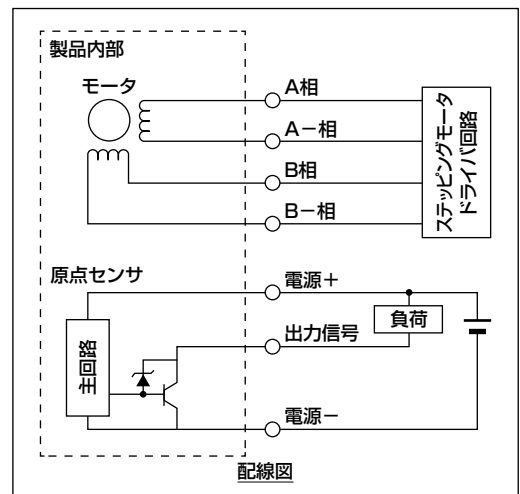 製品内部
モータ
A相
A－相
B相
B－相
ステッピングモータ
ドライバ回路
原点センサ
電源＋
負荷
出力信号
主回路
電源－
配線図